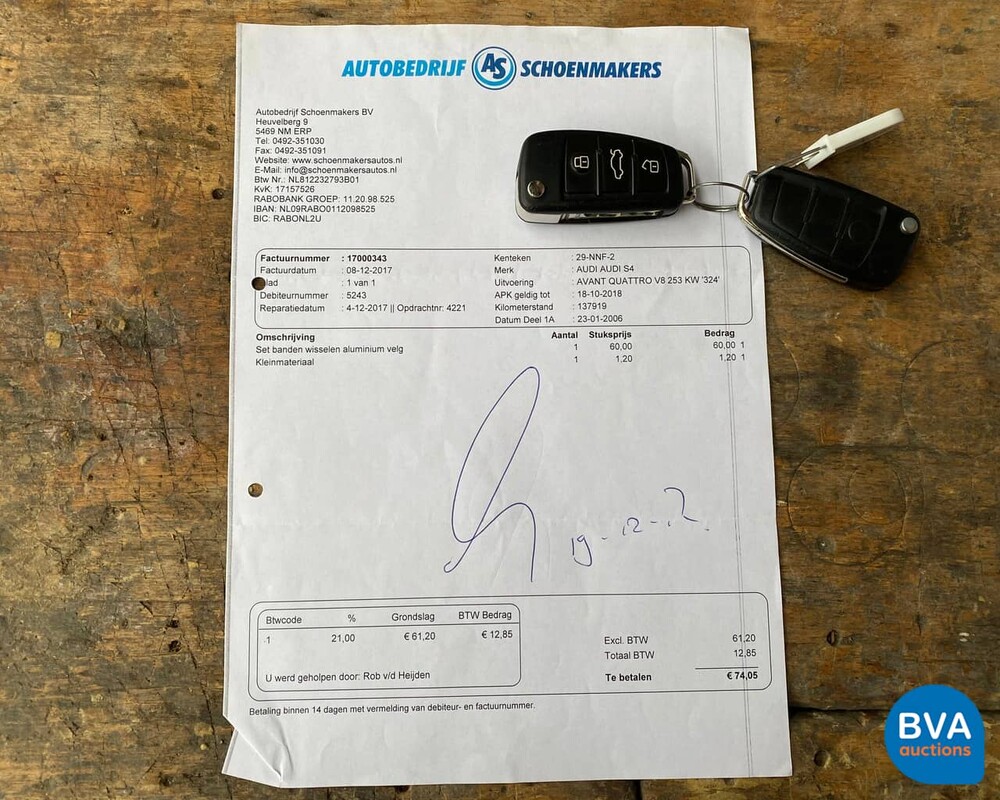 AUTOBEDRIJF AS SCHOENMAKERS
Autobedrijf Schoenmakers BV
Heuvelberg 9
5469 NM ERP
Tel: 0492-351030
Fax: 0492-351091
Website: www.schoenmakersautos.nl
E-Mail: info@schoenmakersautos.nl
Btw Nr.: NL812232793B01
KvK: 17157526
RABOBANK GROEP: 11.20.98.525
IBAN: NL09RABO0112098525
BIC: RABONL2U
Factuurnummer : 17000343
Factuurdatum : 08-12-2017
lad : 1 van 1
Debiteurnummer : 5243
Reparatiedatum : 4-12-2017 || Opdrachtnr: 4221
Kenteken : 29-NNF-2
Merk : AUDI AUDI S4
Uitvoering : AVANT QUATTRO V8 253 KW '324'
APK geldig tot : 18-10-2018
Kilometerstand : 137919
Datum Deel 1A : 23-01-2006
Omschrijving Aantal Stuksprijs Bedrag
Set banden wisselen aluminium velg 1 60,00 60,00 1
Kleinmateriaal 1 1,20 1,20 1
19-12-17.
Btwcode % Grondslag BTW Bedrag
1 21,00 € 61,20 € 12,85
U werd geholpen door: Rob v/d Heijden
Excl. BTW 61,20
Totaal BTW 12,85
Te betalen € 74,05
Betaling binnen 14 dagen met vermelding van debiteur- en factuurnummer.
BVA
auctions